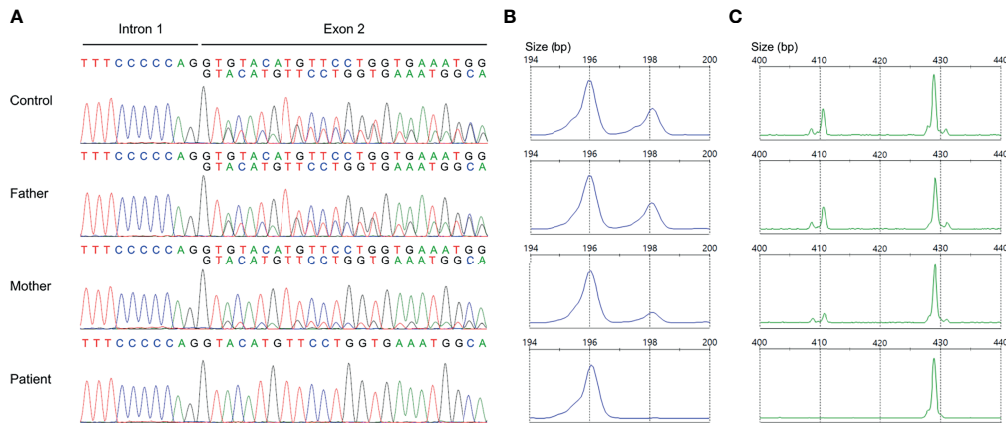 A
B
C
Intron 1
Exon 2
Size (bp)
194 196 198 200
Size (bp)
400 410 420 430 440
TTTCCCCCAGGTGTACATGTTCCTGGTGAAATGG
GTACATGTTCCTGGTGAAATGGCA
Control
194 196 198 200
400 410 420 430 440
TTTCCCCCAGGTGTACATGTTCCTGGTGAAATGG
GTACATGTTCCTGGTGAAATGGCA
Father
194 196 198 200
400 410 420 430 440
TTTCCCCCAGGTGTACATGTTCCTGGTGAAATGG
GTACATGTTCCTGGTGAAATGGCA
Mother
194 196 198 200
400 410 420 430 440
TTTCCCCCAGGTACATGTTCCTGGTGAAATGGCA
Patient